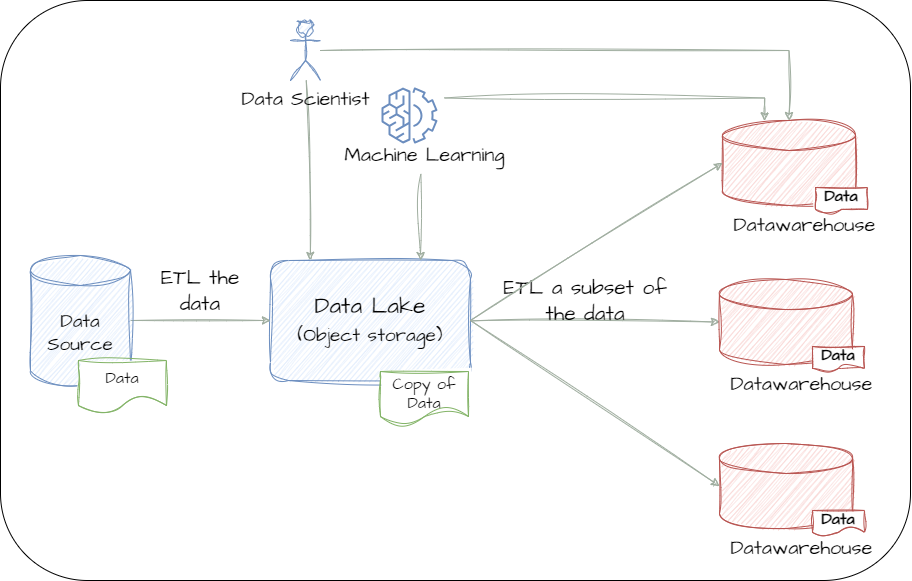 Data Scientist
Machine Learning
Data
Datawarehouse
ETL the
data
Data Lake
(Object storage)
ETL a subset of
the data
Data
Source
Data
Copy of
Data
Data
Datawarehouse
Data
Datawarehouse